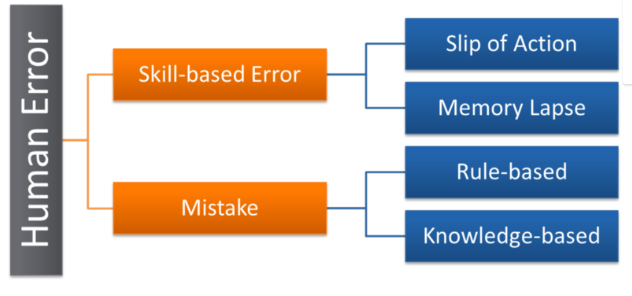 Human Error
Skill-based Error
Slip of Action
Memory Lapse
Mistake
Rule-based
Knowledge-based